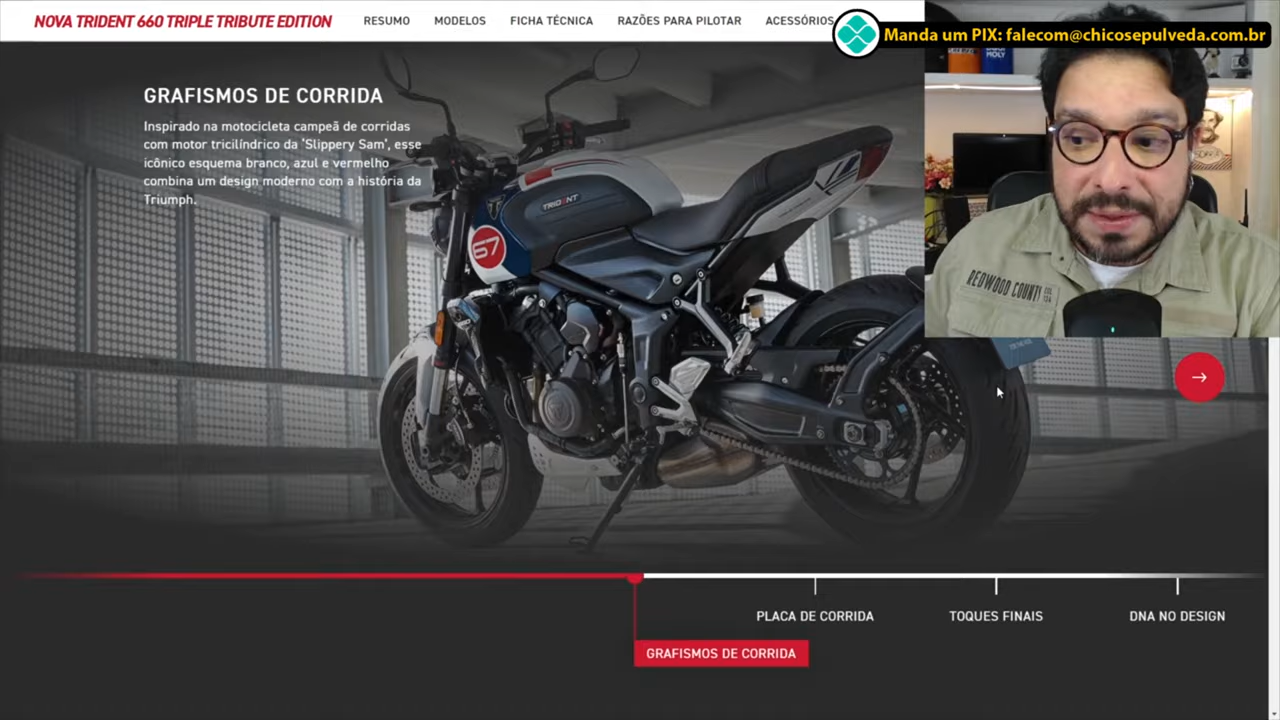 NOVA TRIDENT 660 TRIPLE TRIBUTE EDITION
RESUMO
MODELOS
FICHA TÉCNICA
RAZÕES PARA PILOTAR
ACESSÓRIOS
Manda um PIX: falecom@chicosepulveda.com.br
GRAFISMOS DE CORRIDA
Inspirado na motocicleta campeã de corridas
com motor tricilíndrico da 'Slippery Sam', esse
icônico esquema branco, azul e vermelho
combina um design moderno com a história da
Triumph.
TRIDENT
67
MOLY
REDWOOD COUNTY
PLACA DE CORRIDA
TOQUES FINAIS
DNA NO DESIGN
GRAFISMOS DE CORRIDA